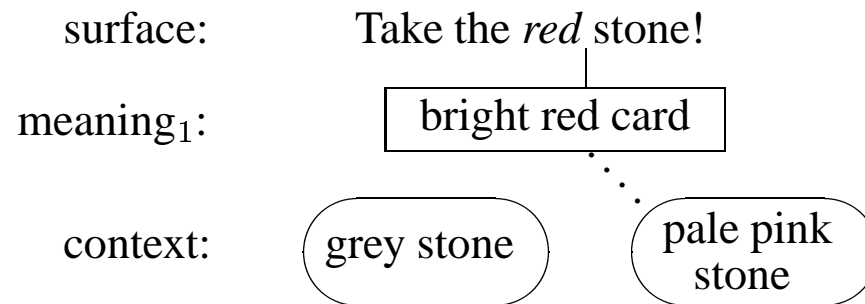 surface: Take the red stone!
meaning1: bright red card
context: grey stone pale pink
stone